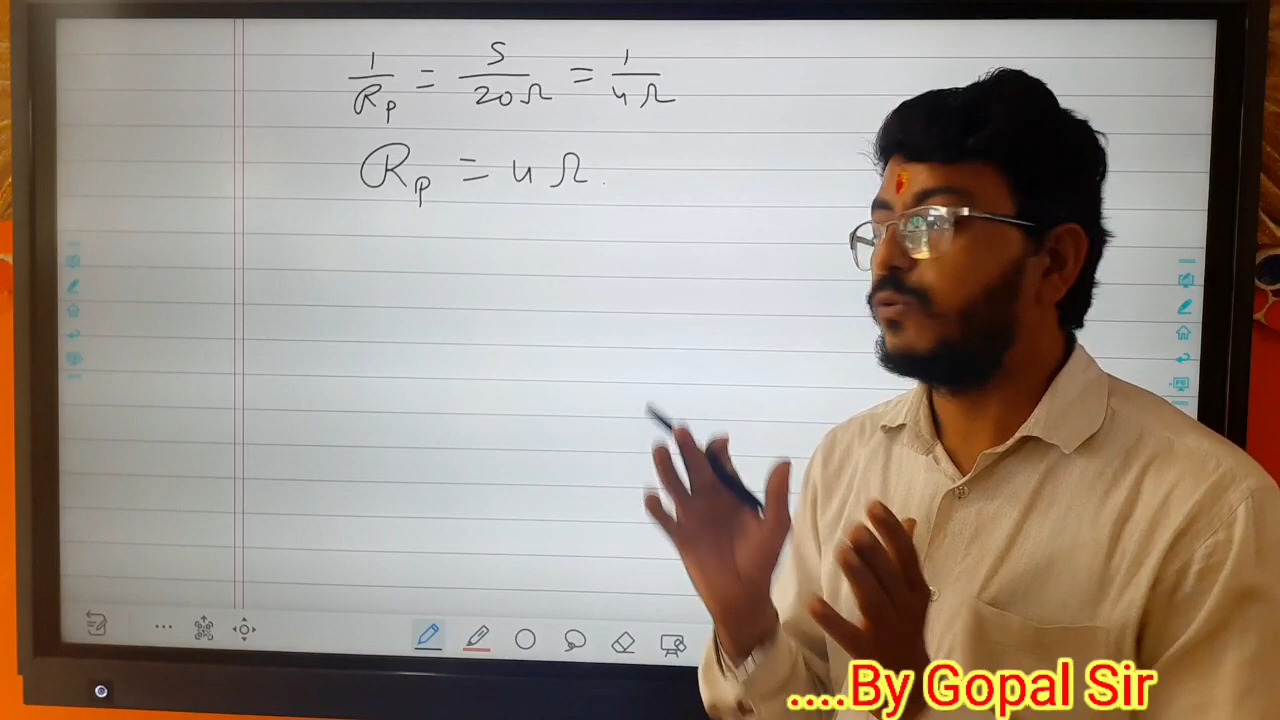 1/Rp = 5/20Ω = 1/4Ω
Rp = 4Ω.
....By Gopal Sir